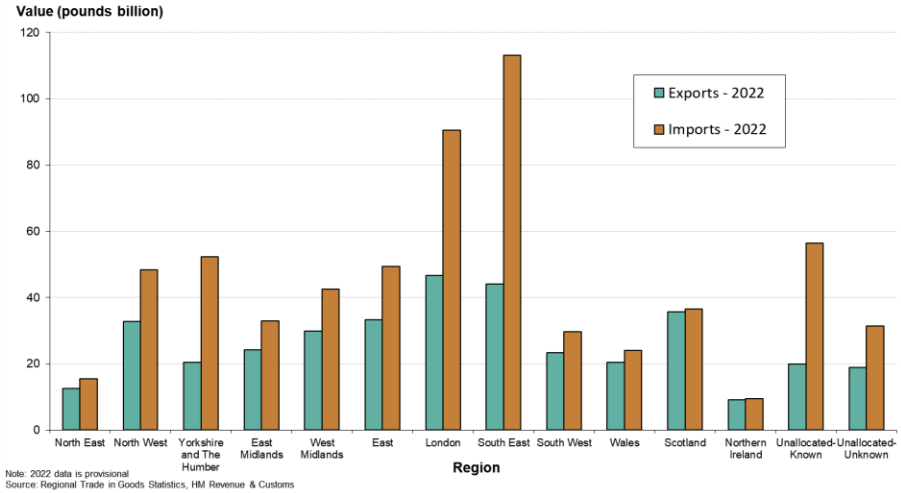 Value (pounds billion)
120
100
80
60
40
20
0
Exports - 2022
Imports - 2022
North East
North West
Yorkshire
and The
Humber
East
Midlands
West
Midlands
East
London
South East
South West
Wales
Scotland
Northern
Ireland
Unallocated-
Known
Unallocated-
Unknown
Region
Note: 2022 data is provisional
Source: Regional Trade in Goods Statistics, HM Revenue & Customs